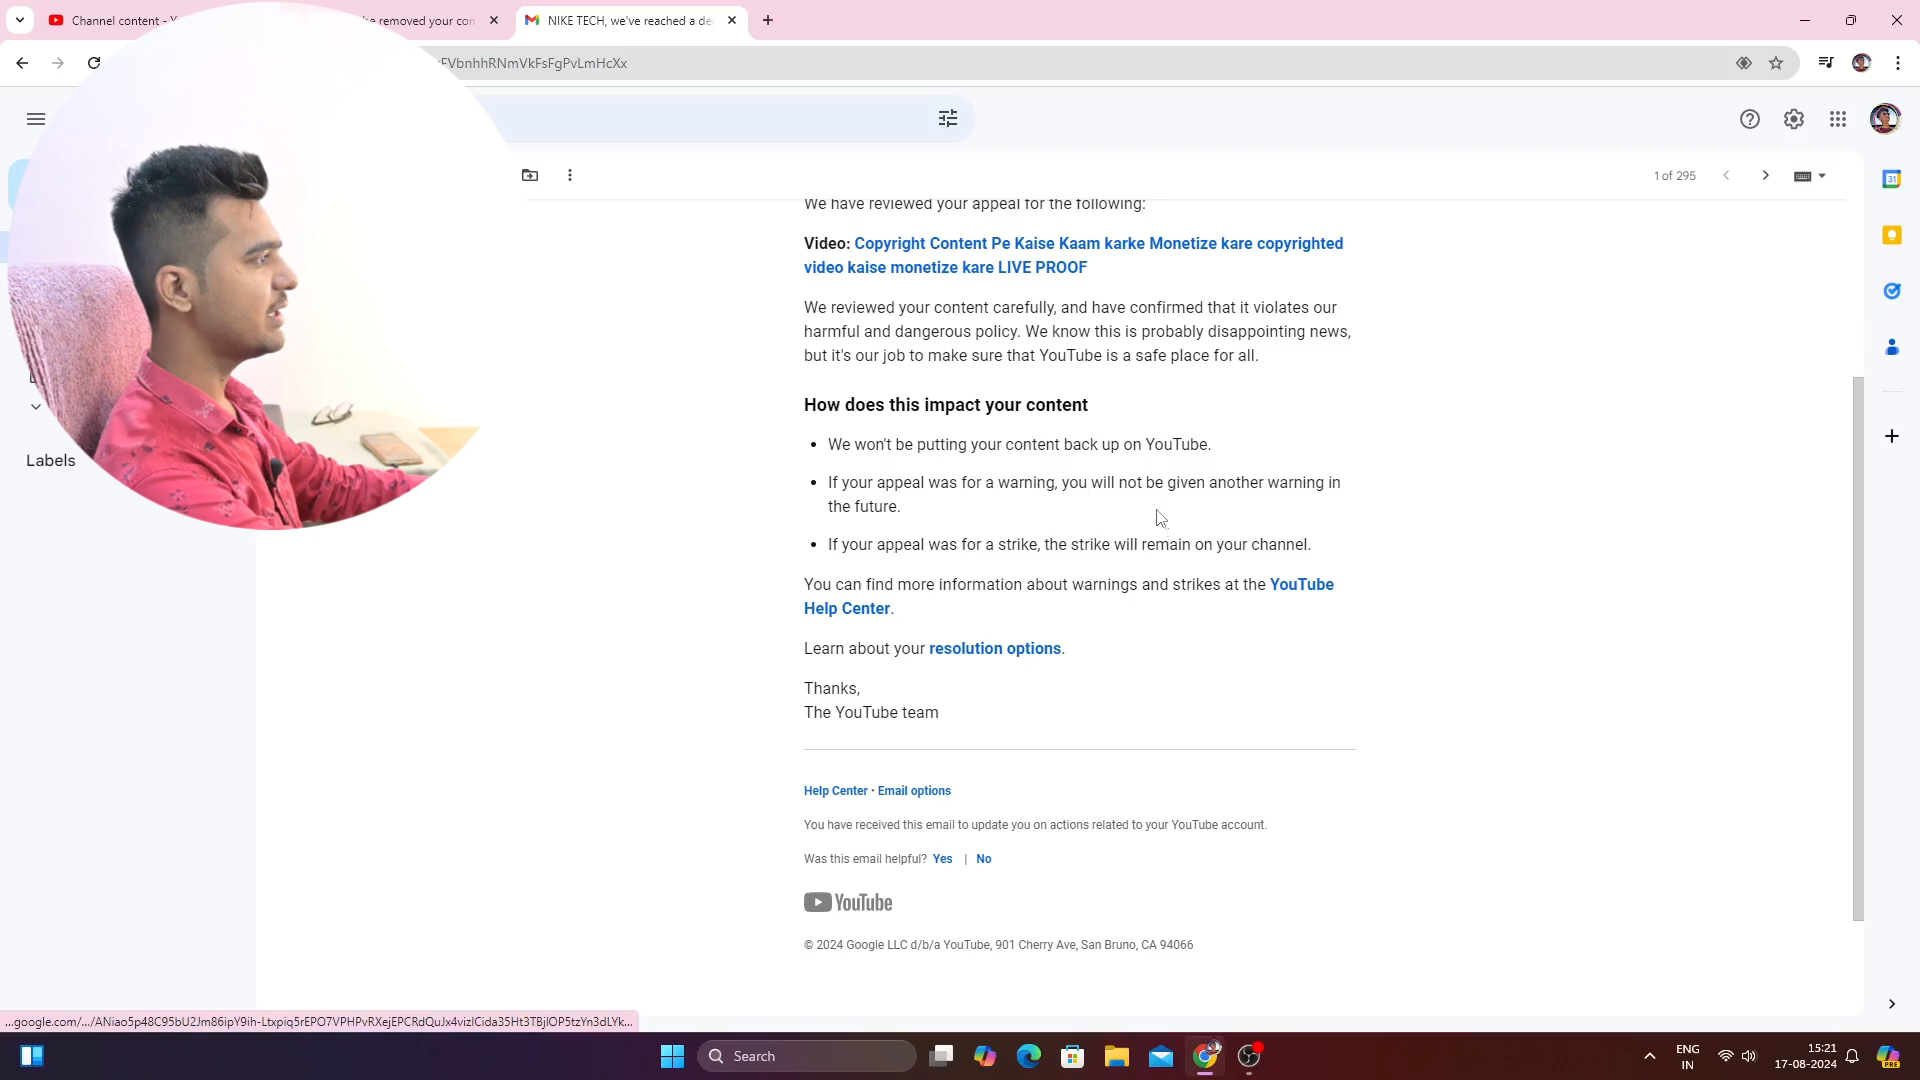 Channel content - Y
be removed your con
NIKE TECH, we've reached a de
FVbnhhRNmVkFsFgPvLmHcXx
1 of 295
We have reviewed your appeal for the following:
Video: Copyright Content Pe Kaise Kaam karke Monetize kare copyrighted
video kaise monetize kare LIVE PROOF
We reviewed your content carefully, and have confirmed that it violates our
harmful and dangerous policy. We know this is probably disappointing news,
but it's our job to make sure that YouTube is a safe place for all.
How does this impact your content
• We won't be putting your content back up on YouTube.
• If your appeal was for a warning, you will not be given another warning in
the future.
• If your appeal was for a strike, the strike will remain on your channel.
Labels
You can find more information about warnings and strikes at the YouTube
Help Center.
Learn about your resolution options.
Thanks,
The YouTube team
Help Center • Email options
You have received this email to update you on actions related to your YouTube account.
Was this email helpful? Yes | No
YouTube
© 2024 Google LLC d/b/a YouTube, 901 Cherry Ave, San Bruno, CA 94066
Search
ENG
IN
15:21
17-08-2024